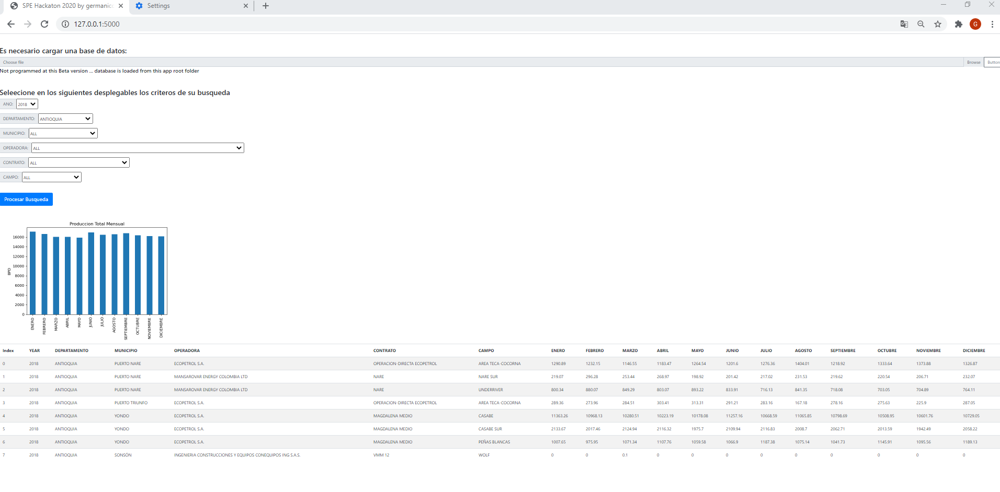 SPE Hackaton 2020 by germanico
Settings
127.0.0.1:5000
G
Es necesario cargar una base de datos:
Choose file Browse Button
Not programmed at this Beta version ... database is loaded from this app root folder
Seleecione en los siguientes desplegables los criteros de su busqueda
ANO: 2018
DEPARTAMENTO: ANTIOQUIA
MUNICIPIO: ALL
OPERADORA: ALL
CONTRATO: ALL
CAMPO: ALL
Procesar Busqueda
Produccion Total Mensual
16000
14000
12000
10000
8000
6000
4000
2000
0
BPD
ENERO FEBRERO MARZO ABRIL MAYO JUNIO JULIO AGOSTO SEPTIEMBRE OCTUBRE NOVIEMBRE DICIEMBRE
Index YEAR DEPARTAMENTO MUNICIPIO OPERADORA CONTRATO CAMPO ENERO FEBRERO MARZO ABRIL MAYO JUNIO JULIO AGOSTO SEPTIEMBRE OCTUBRE NOVIEMBRE DICIEMBRE
0 2018 ANTIOQUIA PUERTO NARE ECOPETROL S.A. OPERACION-DIRECTA ECOPETROL AREA TECA-COCORNA 1290.89 1232.15 1146.55 1183.47 1264.54 1201.6 1276.36 1404.01 1218.92 1333.64 1373.88 1326.87
1 2018 ANTIOQUIA PUERTO NARE MANSAROVAR ENERGY COLOMBIA LTD NARE NARE SUR 219.07 296.28 253.44 268.97 198.92 201.42 217.02 231.53 219.62 220.54 206.71 232.07
2 2018 ANTIOQUIA PUERTO NARE MANSAROVAR ENERGY COLOMBIA LTD NARE UNDERRIVER 800.34 880.07 849.29 803.07 893.22 833.91 716.13 841.35 718.08 703.05 704.89 764.11
3 2018 ANTIOQUIA PUERTO TRIUNFO ECOPETROL S.A. OPERACION-DIRECTA ECOPETROL AREA TECA-COCORNA 289.36 273.96 284.51 303.41 313.31 291.21 283.16 167.18 278.16 275.63 225.9 287.05
4 2018 ANTIOQUIA YONDO ECOPETROL S.A. MAGDALENA MEDIO CASABE 11363.26 10968.13 10280.51 10223.19 10178.08 11257.16 10668.59 11065.85 10798.69 10508.95 10601.76 10729.05
5 2018 ANTIOQUIA YONDO ECOPETROL S.A. MAGDALENA MEDIO CASABE SUR 2133.67 2017.46 2124.94 2116.32 1975.7 2109.94 2116.83 2008.7 2062.71 2013.59 1942.49 2058.22
6 2018 ANTIOQUIA YONDO ECOPETROL S.A. MAGDALENA MEDIO PEÑAS BLANCAS 1007.65 975.95 1071.34 1107.76 1059.58 1066.9 1187.38 1075.14 1041.73 1145.91 1095.56 1189.13
7 2018 ANTIOQUIA SONSÓN INGENIERIA CONSTRUCCIONES Y EQUIPOS CONEQUIPOS ING S.A.S. VMM 12 WOLF 0 0 0.1 0 0 0 0 0 0 0 0 0